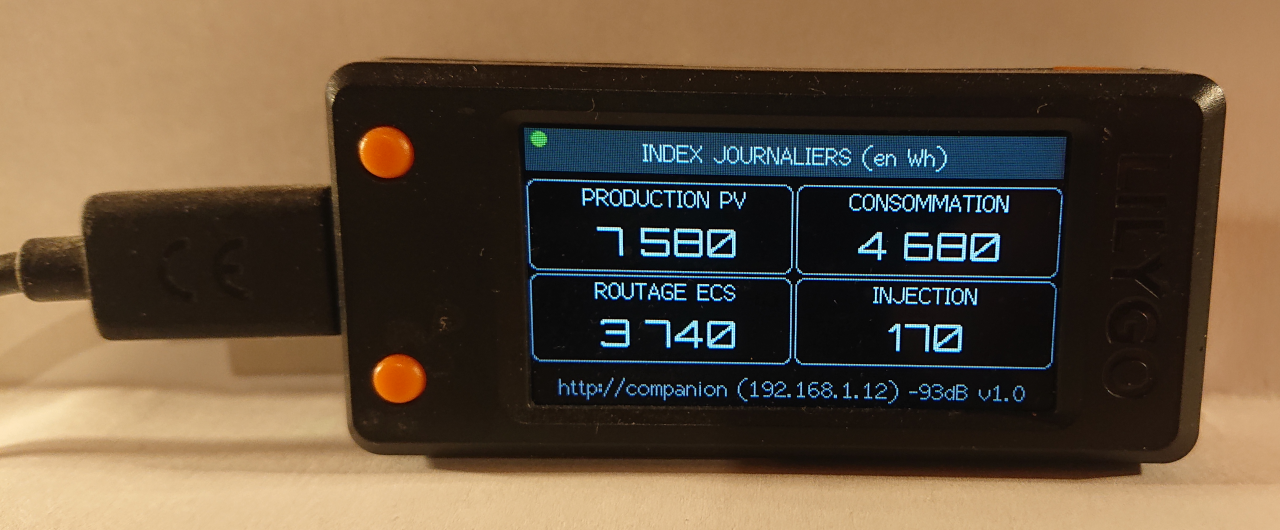 INDEX JOURNALIERS (en Wh)
PRODUCTION PV
7 580
CONSOMMATION
4 680
ROUTAGE ECS
3 740
INJECTION
170
http://companion (192.168.1.12) -93dB v1.0
LILYGO
CE